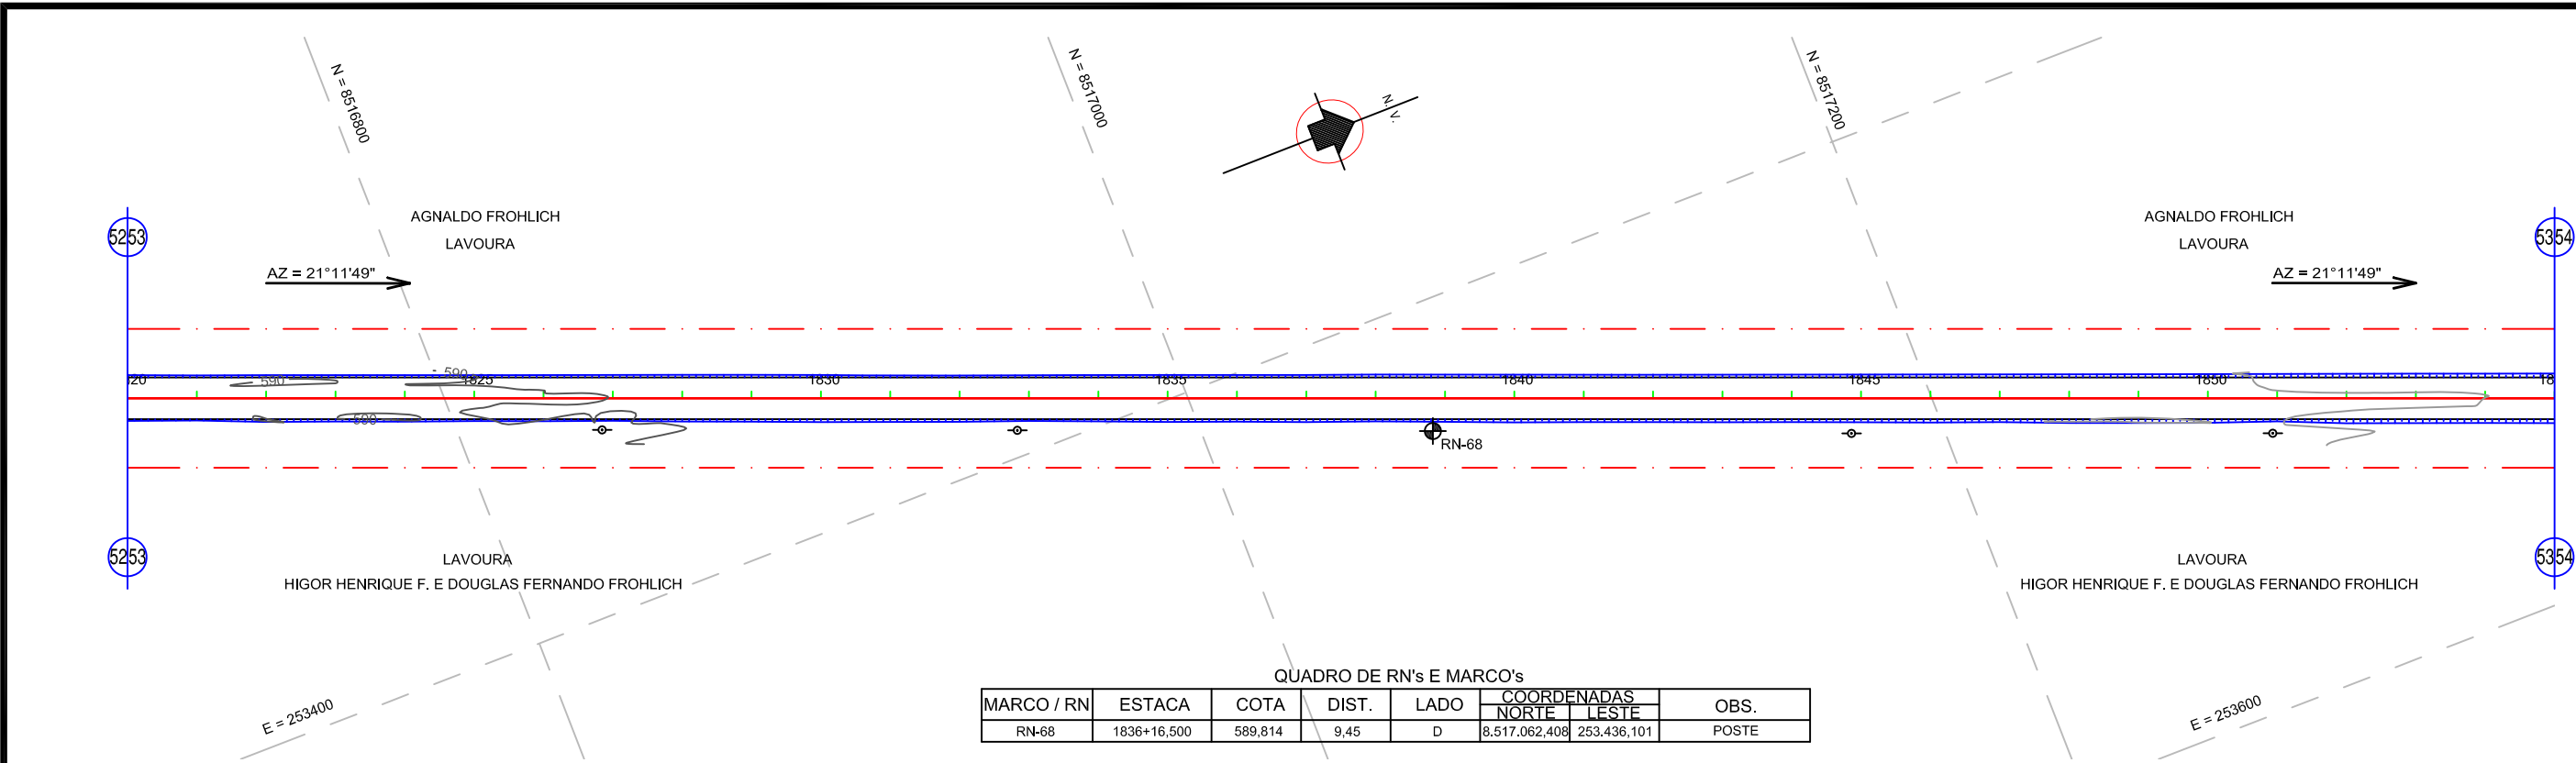 N = 8516800
N = 8517000
N. V.
N = 8517200
AGNALDO FROHLICH
LAVOURA
AGNALDO FROHLICH
LAVOURA
5253
5354
AZ = 21°11'49"
AZ = 21°11'49"
590
590
20
1825
1830
1835
1840
1845
1850
18
590
RN-68
5253
5354
LAVOURA
HIGOR HENRIQUE F. E DOUGLAS FERNANDO FROHLICH
LAVOURA
HIGOR HENRIQUE F. E DOUGLAS FERNANDO FROHLICH
E = 253400
E = 253600
QUADRO DE RN's E MARCO's
MARCO / RN ESTACA COTA DIST. LADO COORDENADAS OBS.
NORTE LESTE
RN-68 1836+16,500 589,814 9,45 D 8.517.062,408 253.436,101 POSTE